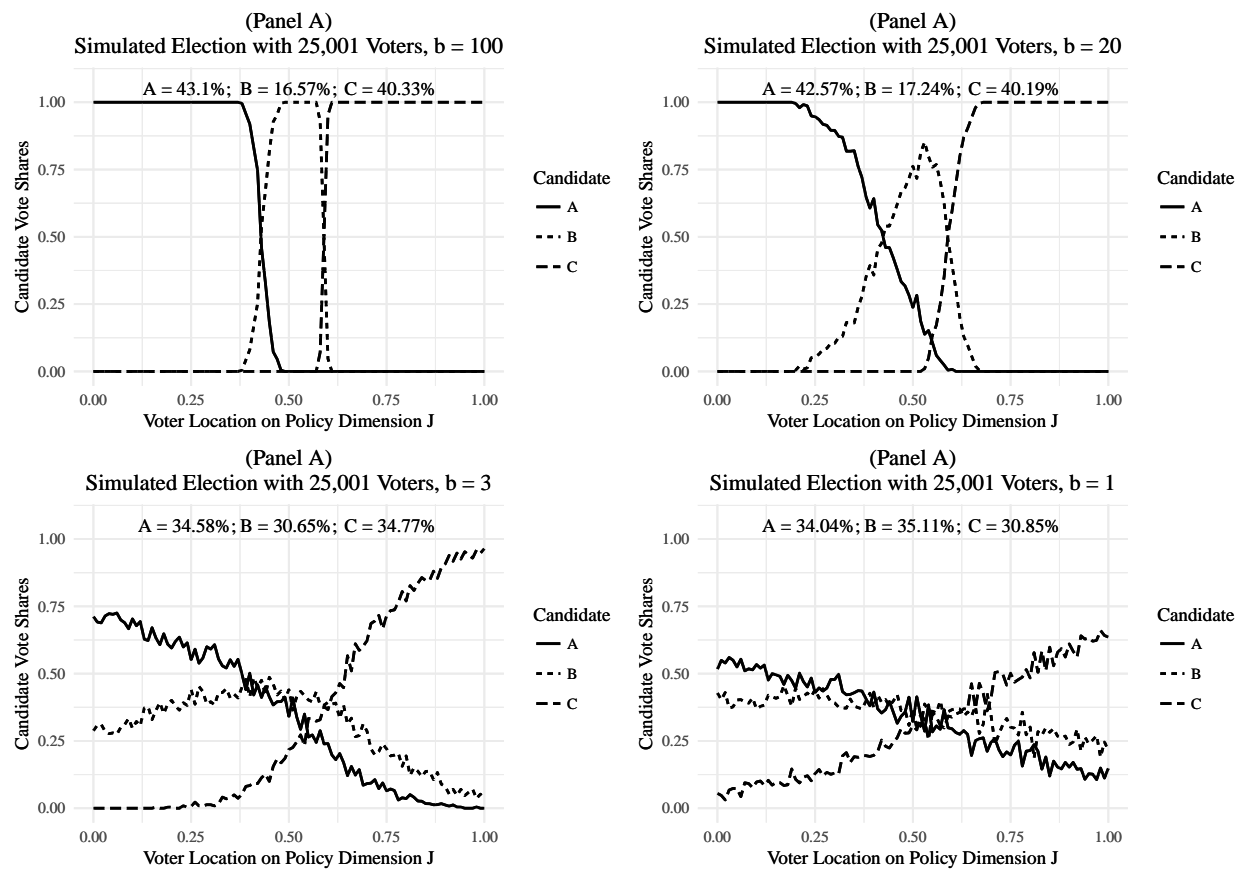 (Panel A)
Simulated Election with 25,001 Voters, b = 100
A = 43.1%; B = 16.57%; C = 40.33%
1.00
0.75
0.50
0.25
0.00
Candidate Vote Shares
0.00 0.25 0.50 0.75 1.00
Voter Location on Policy Dimension J
Candidate
A
B
C
(Panel A)
Simulated Election with 25,001 Voters, b = 20
A = 42.57%; B = 17.24%; C = 40.19%
1.00
0.75
0.50
0.25
0.00
Candidate Vote Shares
0.00 0.25 0.50 0.75 1.00
Voter Location on Policy Dimension J
Candidate
A
B
C
(Panel A)
Simulated Election with 25,001 Voters, b = 3
A = 34.58%; B = 30.65%; C = 34.77%
1.00
0.75
0.50
0.25
0.00
Candidate Vote Shares
0.00 0.25 0.50 0.75 1.00
Voter Location on Policy Dimension J
Candidate
A
B
C
(Panel A)
Simulated Election with 25,001 Voters, b = 1
A = 34.04%; B = 35.11%; C = 30.85%
1.00
0.75
0.50
0.25
0.00
Candidate Vote Shares
0.00 0.25 0.50 0.75 1.00
Voter Location on Policy Dimension J
Candidate
A
B
C